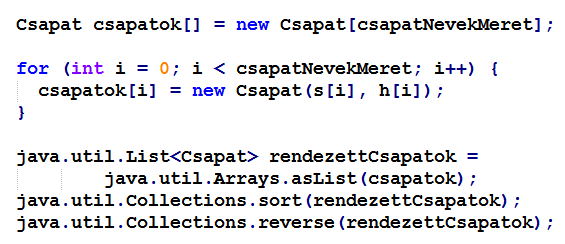 Csapat csapatok[] = new Csapat[csapatNevekMeret];
for (int i = 0; i < csapatNevekMeret; i++) {
csapatok[i] = new Csapat(s[i], h[i]);
}
java.util.List<Csapat> rendezettCsapatok =
java.util.Arrays.asList(csapatok);
java.util.Collections.sort(rendezettCsapatok);
java.util.Collections.reverse(rendezettCsapatok);